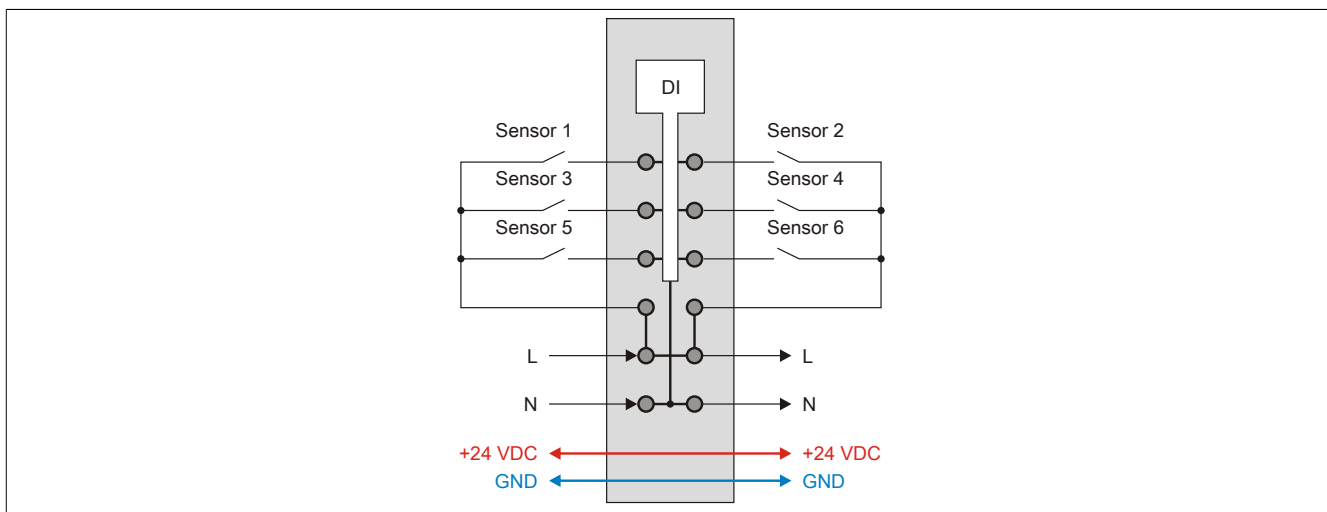 DI
Sensor 1
Sensor 2
Sensor 3
Sensor 4
Sensor 5
Sensor 6
L
L
N
N
+24 VDC
+24 VDC
GND
GND